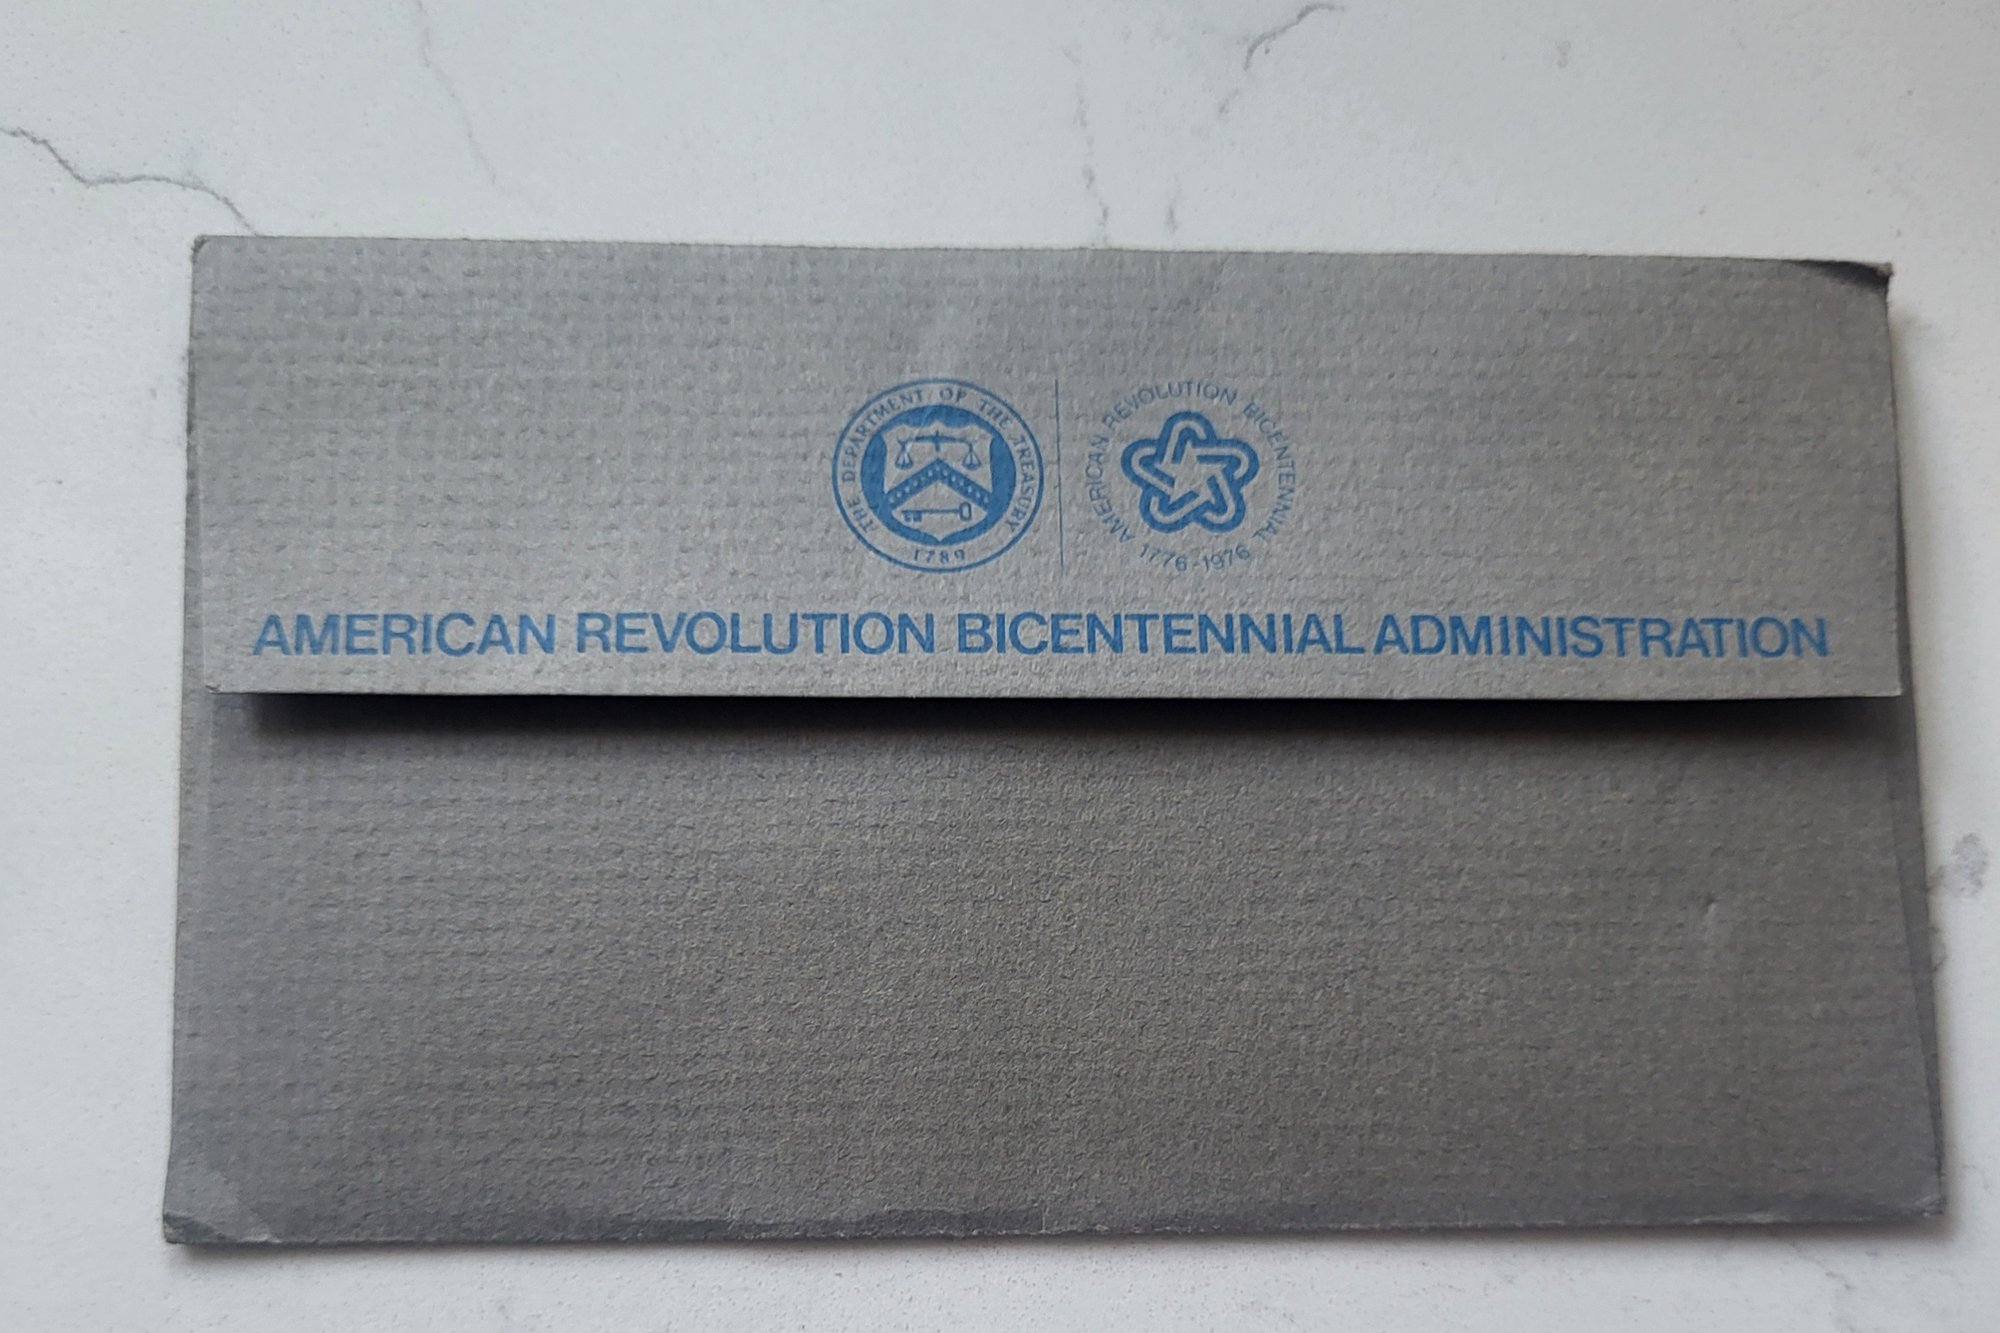 THE DEPARTMENT OF THE TREASURY
1789
AMERICAN REVOLUTION BICENTENNIAL
1776-1976
AMERICAN REVOLUTION BICENTENNIAL ADMINISTRATION